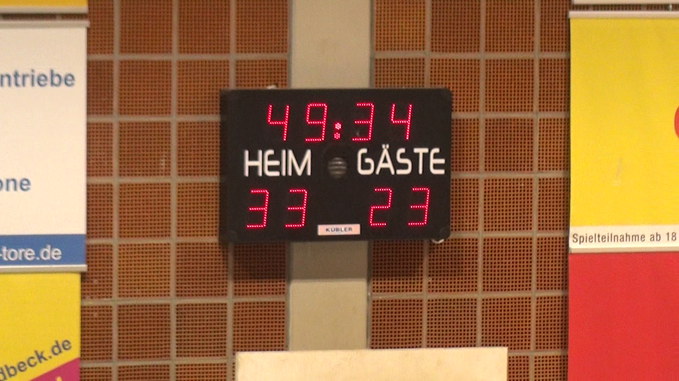 ntriebe
one
-tore.de
dbeck.de
49:34
HEIM GÄSTE
33 23
KÜBLER
Spielteilnahme ab 18